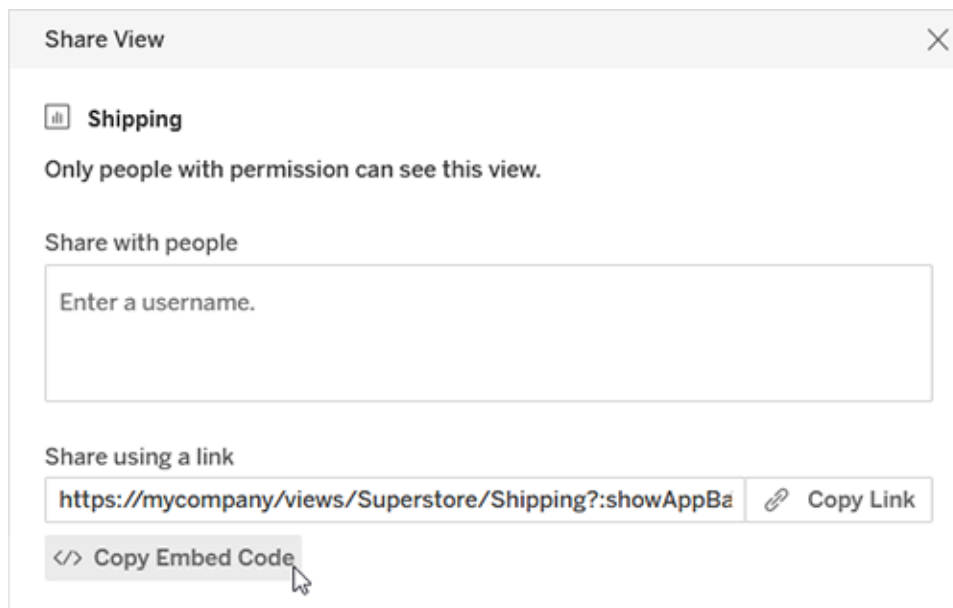 Share View
Shipping
Only people with permission can see this view.
Share with people
Enter a username.
Share using a link
https://mycompany/views/Superstore/Shipping?:showAppBa
Copy Link
</> Copy Embed Code